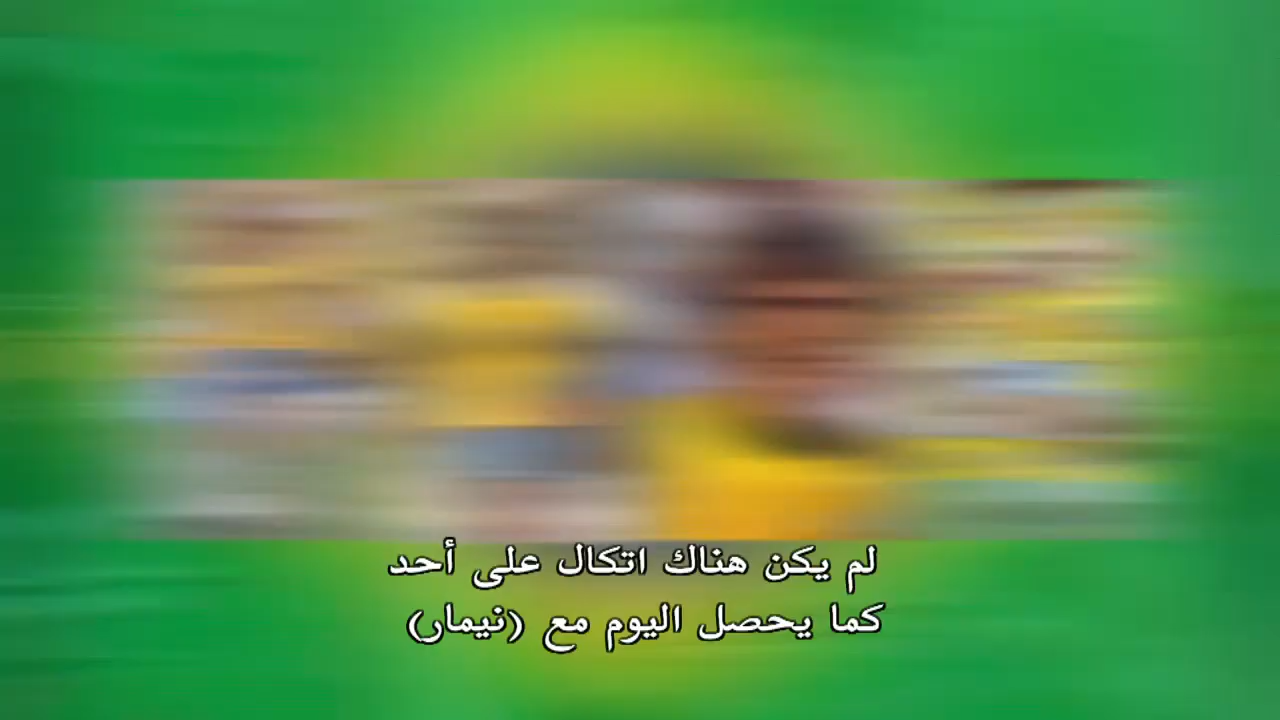 لم يكن هناك اتكال على أحد
كما يحصل اليوم مع (نيمار)